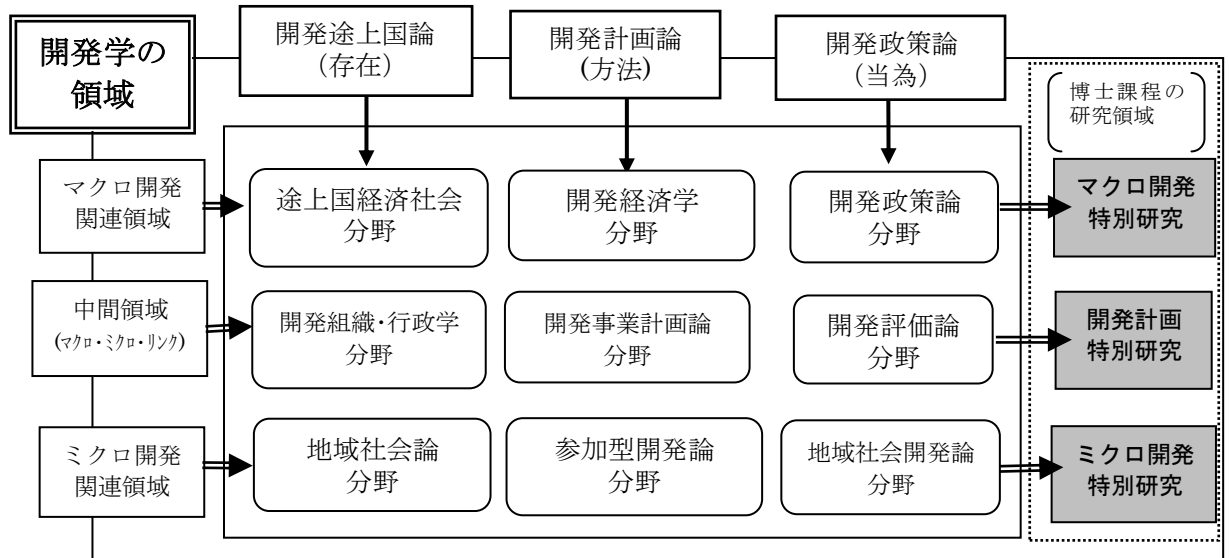 開発学の
領域
開発途上国論
(存在)
開発計画論
(方法)
開発政策論
(当為)
博士課程の
研究領域
マクロ開発
関連領域
途上国経済社会
分野
開発経済学
分野
開発政策論
分野
マクロ開発
特別研究
中間領域
(マクロ・ミクロ・リンク)
開発組織・行政学
分野
開発事業計画論
分野
開発評価論
分野
開発計画
特別研究
ミクロ開発
関連領域
地域社会論
分野
参加型開発論
分野
地域社会開発論
分野
ミクロ開発
特別研究